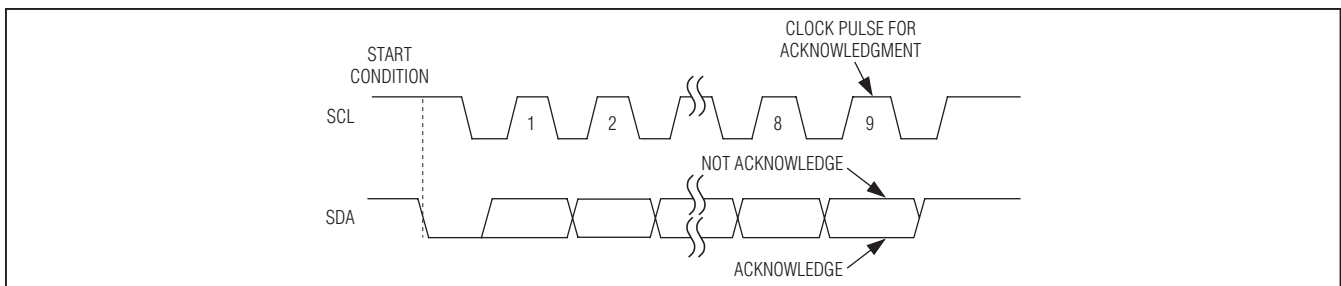 CLOCK PULSE FOR
ACKNOWLEDGMENT
START
CONDITION
SCL
1
2
8
9
NOT ACKNOWLEDGE
SDA
ACKNOWLEDGE